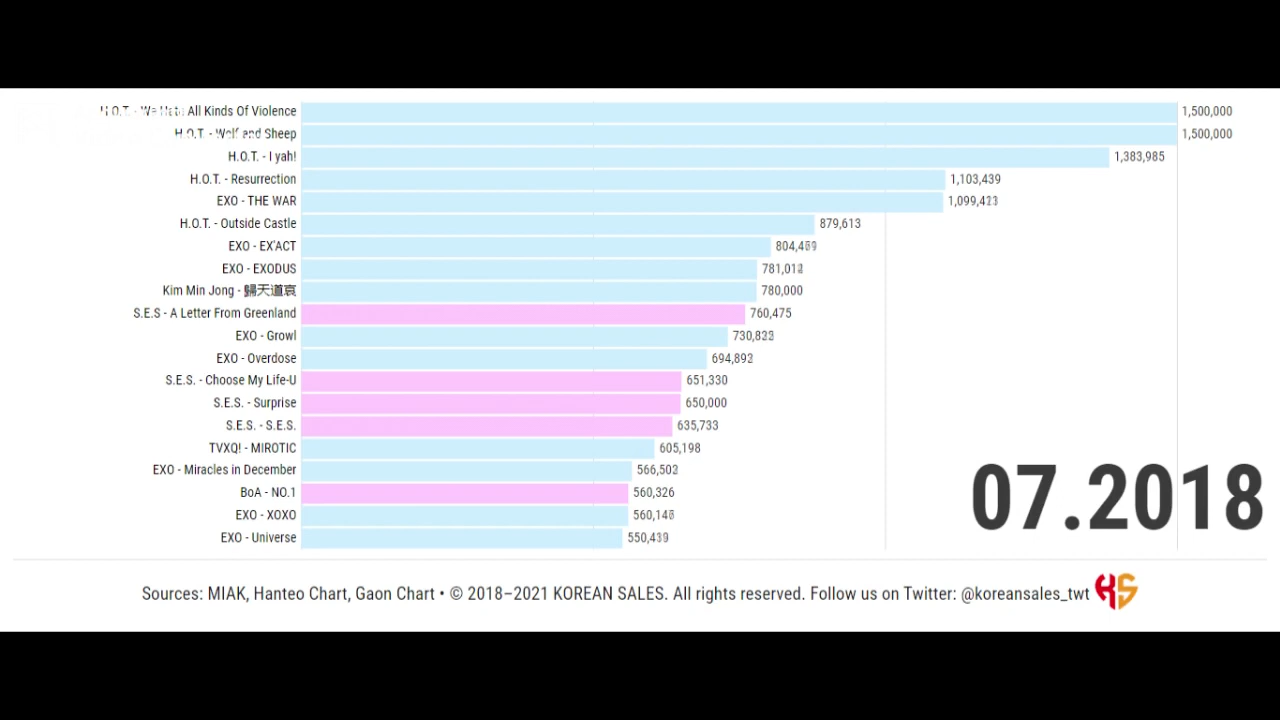 H.O.T. - We Hate All Kinds Of Violence 1,500,000
H.O.T. - Wolf and Sheep 1,500,000
H.O.T. - I yah! 1,383,985
H.O.T. - Resurrection 1,103,439
EXO - THE WAR
H.O.T. - Outside Castle 879,613
EXO - EX'ACT
EXO - EXODUS
Kim Min Jong - 歸天道哀 780,000
S.E.S - A Letter From Greenland 760,475
EXO - Growl
EXO - Overdose
S.E.S. - Choose My Life-U 651,330
S.E.S. - Surprise 650,000
S.E.S. - S.E.S. 635,733
TVXQ! - MIROTIC 605,198
EXO - Miracles in December
BoA - NO.1 560,326
EXO - XOXO
EXO - Universe
07.2018
Sources: MIAK, Hanteo Chart, Gaon Chart • © 2018–2021 KOREAN SALES. All rights reserved. Follow us on Twitter: @koreansales_twt KS